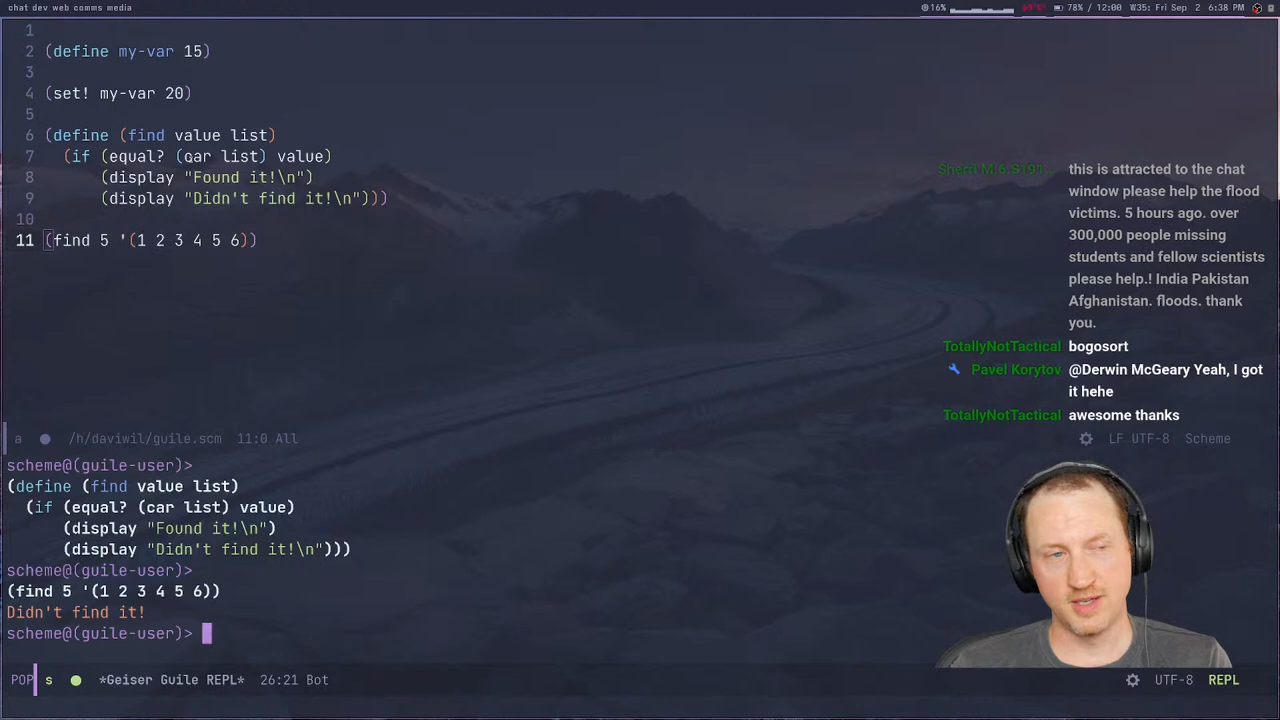 chat dev web comms media
16%
78% / 12:00 W35: Fri Sep 2 6:38 PM
1
2 (define my-var 15)
3
4 (set! my-var 20)
5
6 (define (find value list)
7 (if (equal? (car list) value)
8 (display "Found it!\n")
9 (display "Didn't find it!\n")))
10
11 (find 5 '(1 2 3 4 5 6))
this is attracted to the chat
window please help the flood
victims. 5 hours ago. over
300,000 people missing
students and fellow scientists
please help.! India Pakistan
Afghanistan. floods. thank
you.
TotallyNotTactical bogosort
Pavel Korytov @Derwin McGeary Yeah, I got
it hehe
TotallyNotTactical awesome thanks
a /h/daviwil/guile.scm 11:0 All LF UTF-8 Scheme
scheme@(guile-user)>
(define (find value list)
(if (equal? (car list) value)
(display "Found it!\n")
(display "Didn't find it!\n")))
scheme@(guile-user)>
(find 5 '(1 2 3 4 5 6))
Didn't find it!
scheme@(guile-user)>
POP s *Geiser Guile REPL* 26:21 Bot UTF-8 REPL